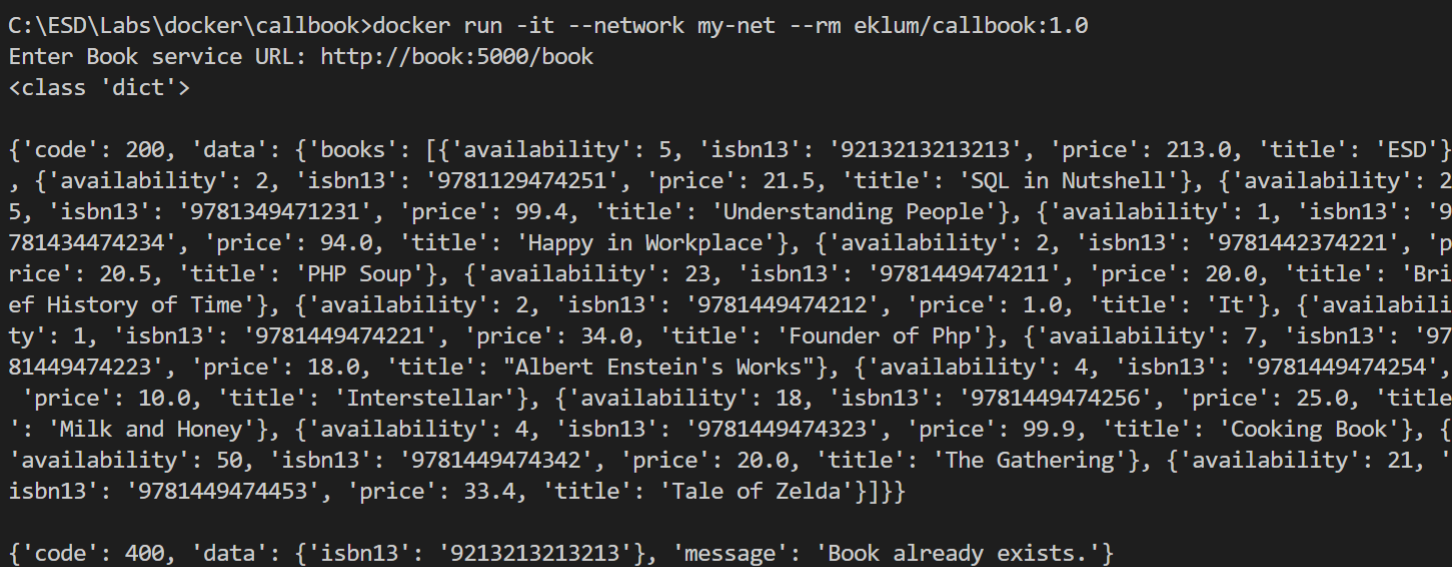 C:\ESD\Labs\docker\callbook>docker run -it --network my-net --rm eklum/callbook:1.0
Enter Book service URL: http://book:5000/book
<class 'dict'>
{'code': 200, 'data': {'books': [{'availability': 5, 'isbn13': '9213213213213', 'price': 213.0, 'title': 'ESD'}
, {'availability': 2, 'isbn13': '9781129474251', 'price': 21.5, 'title': 'SQL in Nutshell'}, {'availability': 2
5, 'isbn13': '9781349471231', 'price': 99.4, 'title': 'Understanding People'}, {'availability': 1, 'isbn13': '9
781434474234', 'price': 94.0, 'title': 'Happy in Workplace'}, {'availability': 2, 'isbn13': '9781442374221', 'p
rice': 20.5, 'title': 'PHP Soup'}, {'availability': 23, 'isbn13': '9781449474211', 'price': 20.0, 'title': 'Bri
ef History of Time'}, {'availability': 2, 'isbn13': '9781449474212', 'price': 1.0, 'title': 'It'}, {'availabili
ty': 1, 'isbn13': '9781449474221', 'price': 34.0, 'title': 'Founder of Php'}, {'availability': 7, 'isbn13': '97
81449474223', 'price': 18.0, 'title': "Albert Enstein's Works"}, {'availability': 4, 'isbn13': '9781449474254',
 'price': 10.0, 'title': 'Interstellar'}, {'availability': 18, 'isbn13': '9781449474256', 'price': 25.0, 'title
': 'Milk and Honey'}, {'availability': 4, 'isbn13': '9781449474323', 'price': 99.9, 'title': 'Cooking Book'}, {
'availability': 50, 'isbn13': '9781449474342', 'price': 20.0, 'title': 'The Gathering'}, {'availability': 21, '
isbn13': '9781449474453', 'price': 33.4, 'title': 'Tale of Zelda'}]}}
{'code': 400, 'data': {'isbn13': '9213213213213'}, 'message': 'Book already exists.'}